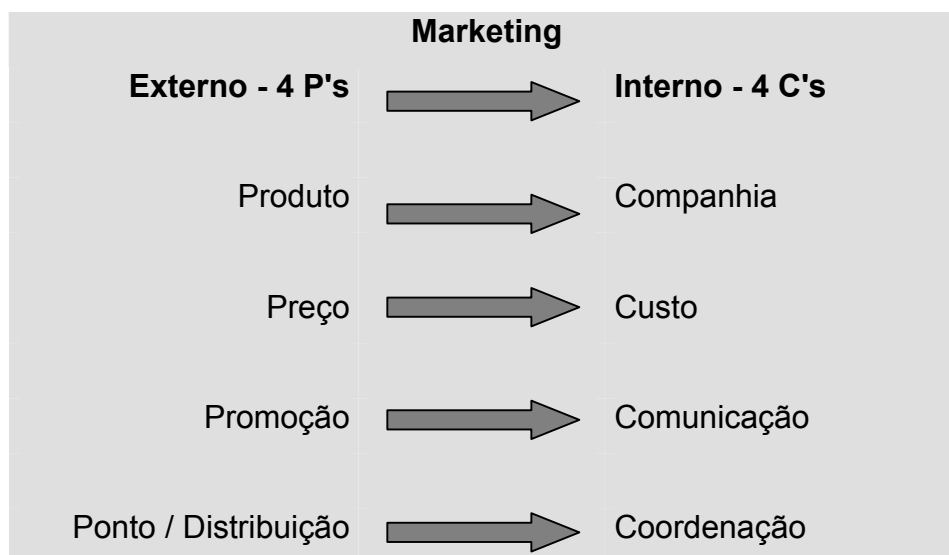 Marketing
Externo - 4 P's Interno - 4 C's
Produto Companhia
Preço Custo
Promoção Comunicação
Ponto / Distribuição Coordenação